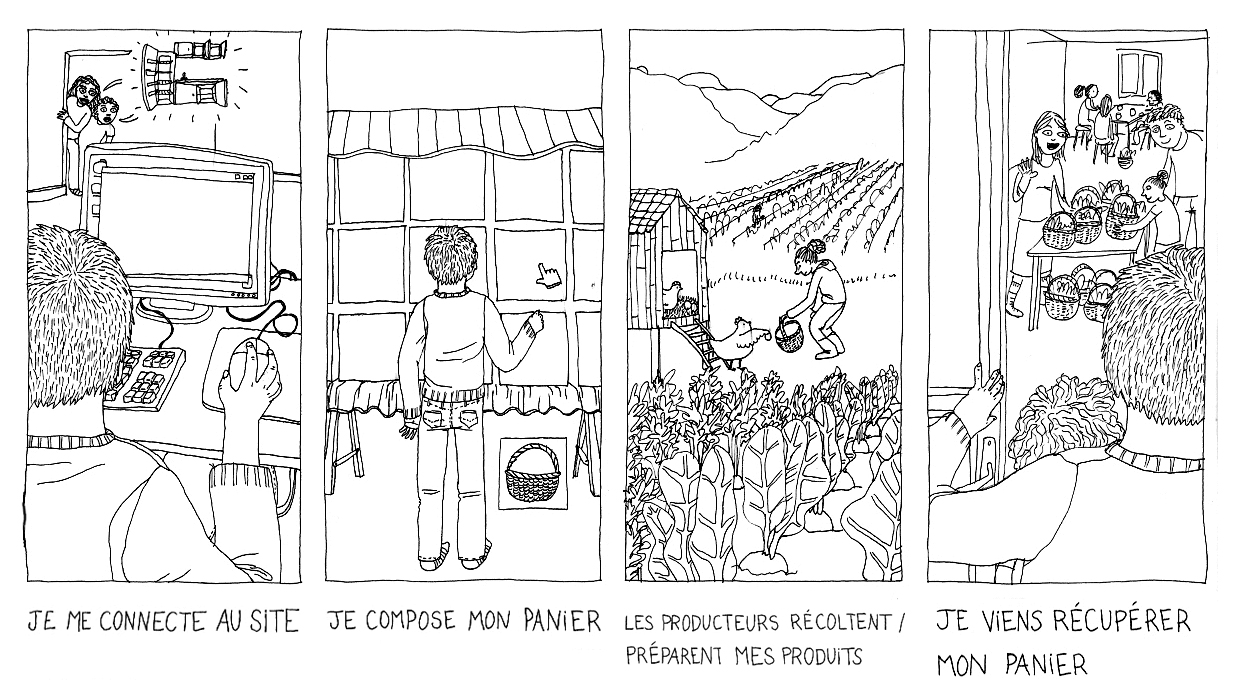 JE ME CONNECTE AU SITE
JE COMPOSE MON PANiER
LES PRODUCTEURS RÉCOLTENT /
PRÉPARENT MES PRODUiTS
JE ViENS RÉCUPÉRER
MON PANiER